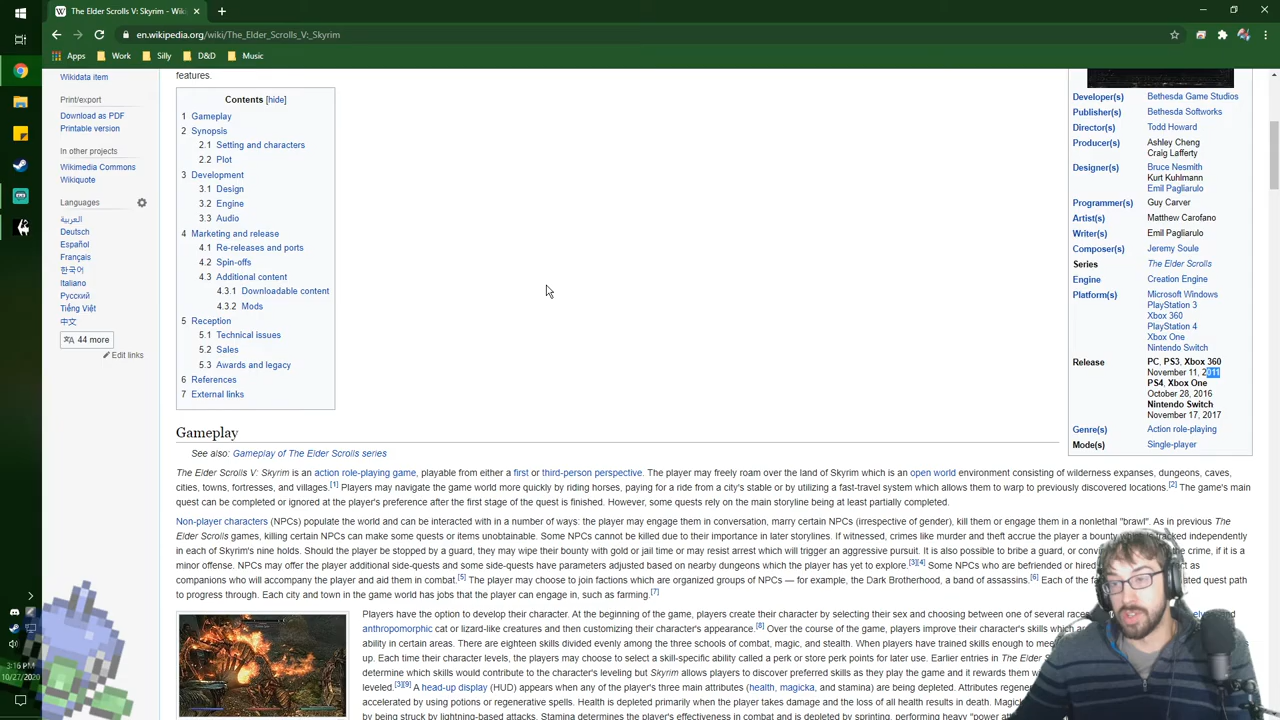 The Elder Scrolls V: Skyrim - Wiki
en.wikipedia.org/wiki/The_Elder_Scrolls_V:_Skyrim
Apps
Work
Silly
D&D
Music
Wikidata item
Print/export
Download as PDF
Printable version
In other projects
Wikimedia Commons
Wikiquote
Languages
العربية
Deutsch
Español
Français
한국어
Italiano
Русский
Tiếng Việt
中文
44 more
Edit links
3:16 PM
10/27/2020
features.
Contents [hide]
1 Gameplay
2 Synopsis
2.1 Setting and characters
2.2 Plot
3 Development
3.1 Design
3.2 Engine
3.3 Audio
4 Marketing and release
4.1 Re-releases and ports
4.2 Spin-offs
4.3 Additional content
4.3.1 Downloadable content
4.3.2 Mods
5 Reception
5.1 Technical issues
5.2 Sales
5.3 Awards and legacy
6 References
7 External links
Developer(s) Bethesda Game Studios
Publisher(s) Bethesda Softworks
Director(s) Todd Howard
Producer(s) Ashley Cheng
Craig Lafferty
Designer(s) Bruce Nesmith
Kurt Kuhlmann
Emil Pagliarulo
Programmer(s) Guy Carver
Artist(s) Matthew Carofano
Writer(s) Emil Pagliarulo
Composer(s) Jeremy Soule
Series The Elder Scrolls
Engine Creation Engine
Platform(s) Microsoft Windows
PlayStation 3
Xbox 360
PlayStation 4
Xbox One
Nintendo Switch
Release PC, PS3, Xbox 360
November 11, 2011
PS4, Xbox One
October 28, 2016
Nintendo Switch
November 17, 2017
Genre(s) Action role-playing
Mode(s) Single-player
Gameplay
See also: Gameplay of The Elder Scrolls series
The Elder Scrolls V: Skyrim is an action role-playing game, playable from either a first or third-person perspective. The player may freely roam over the land of Skyrim which is an open world environment consisting of wilderness expanses, dungeons, caves,
cities, towns, fortresses, and villages.[1] Players may navigate the game world more quickly by riding horses, paying for a ride from a city's stable or by utilizing a fast-travel system which allows them to warp to previously discovered locations.[2] The game's main
quest can be completed or ignored at the player's preference after the first stage of the quest is finished. However, some quests rely on the main storyline being at least partially completed.
Non-player characters (NPCs) populate the world and can be interacted with in a number of ways: the player may engage them in conversation, marry certain NPCs (irrespective of gender), kill them or engage them in a nonlethal "brawl". As in previous The
Elder Scrolls games, killing certain NPCs can make some quests or items unobtainable. Some NPCs cannot be killed due to their importance in later storylines. If witnessed, crimes like murder and theft accrue the player a bounty which is tracked independently
in each of Skyrim's nine holds. Should the player be stopped by a guard, they may wipe their bounty with gold or jail time or may resist arrest which will trigger an aggressive pursuit. It is also possible to bribe a guard, or the crime, if it is a
minor offense. NPCs may offer the player additional side-quests and some side-quests have parameters adjusted based on nearby dungeons which the player has yet to explore.[3][4] Some NPCs who are befriended or hired as
companions who will accompany the player and aid them in combat.[5] The player may choose to join factions which are organized groups of NPCs — for example, the Dark Brotherhood, a band of assassins.[6] Each of the quest path
to progress through. Each city and town in the game world has jobs that the player can engage in, such as farming.[7]
Players have the option to develop their character. At the beginning of the game, players create their character by selecting their sex and choosing between one of several races
anthropomorphic cat or lizard-like creatures and then customizing their character's appearance.[8] Over the course of the game, players improve their character's skills which
ability in certain areas. There are eighteen skills divided evenly among the three schools of combat, magic, and stealth. When players have trained skills enough to
up. Each time their character levels, the players may choose to select a skill-specific ability called a perk or store perk points for later use. Earlier entries in The
determine which skills would contribute to the character's leveling but Skyrim allows players to discover preferred skills as they play the game and it rewards them
leveled.[3][9] A head-up display (HUD) appears when any of the player's three main attributes (health, magicka, and stamina) are being depleted. Attributes
accelerated by using potions or regenerative spells. Health is depleted primarily when the player takes damage and the loss of all health results in death.
by being struck by lightning-based attacks. Stamina determines the player's effectiveness in combat and is depleted by sprinting, performing heavy